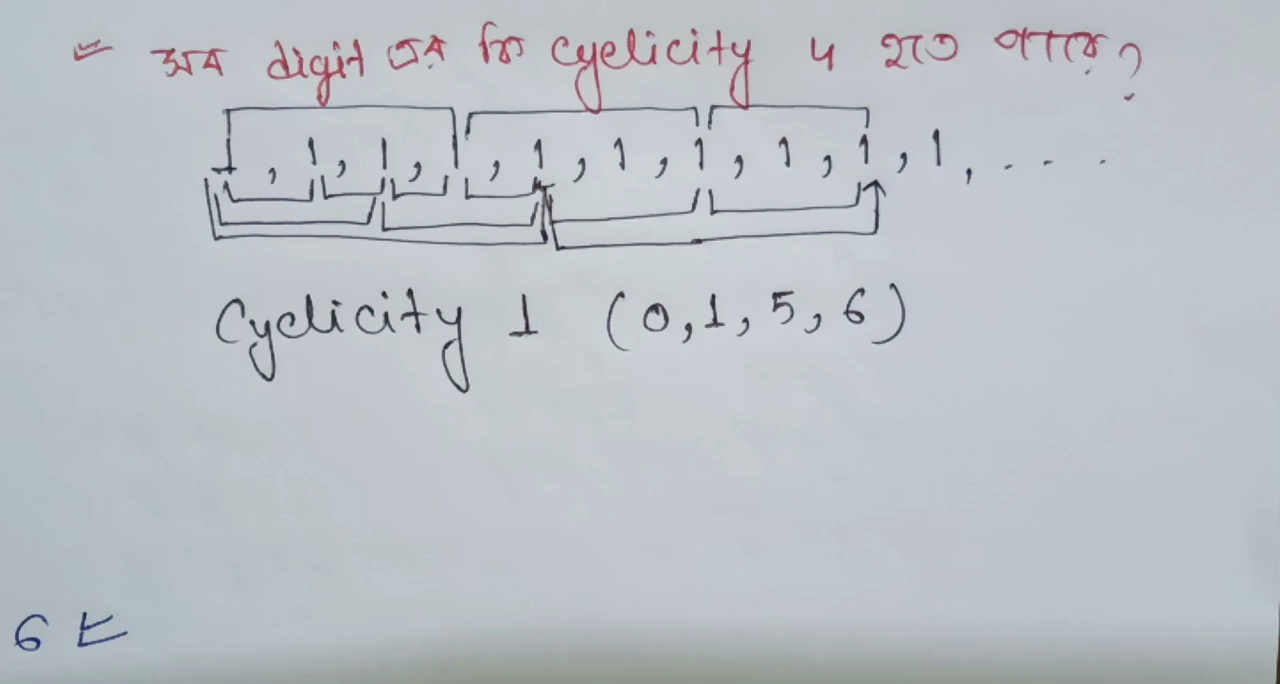 সব digit এর কি cyclicity 4 হতে পারে?
1, 1, 1, 1, 1, 1, 1, 1, 1, 1, . . .
Cyclicity 1 (0, 1, 5, 6)
6